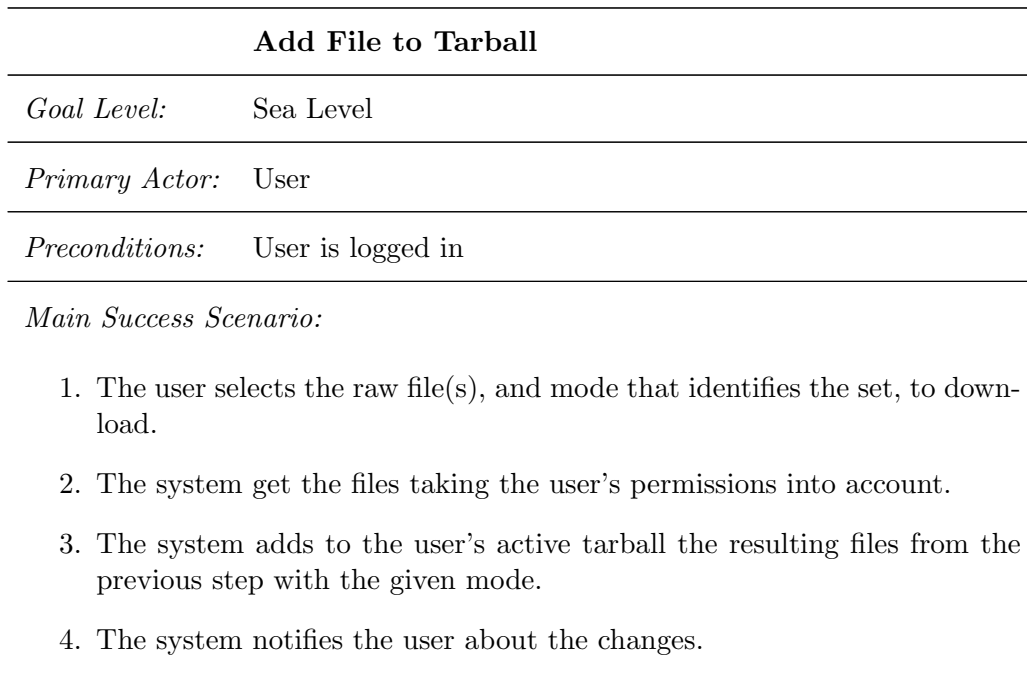 Add File to Tarball
Goal Level: Sea Level
Primary Actor: User
Preconditions: User is logged in
Main Success Scenario:
1. The user selects the raw file(s), and mode that identifies the set, to down-
load.
2. The system get the files taking the user's permissions into account.
3. The system adds to the user's active tarball the resulting files from the
previous step with the given mode.
4. The system notifies the user about the changes.